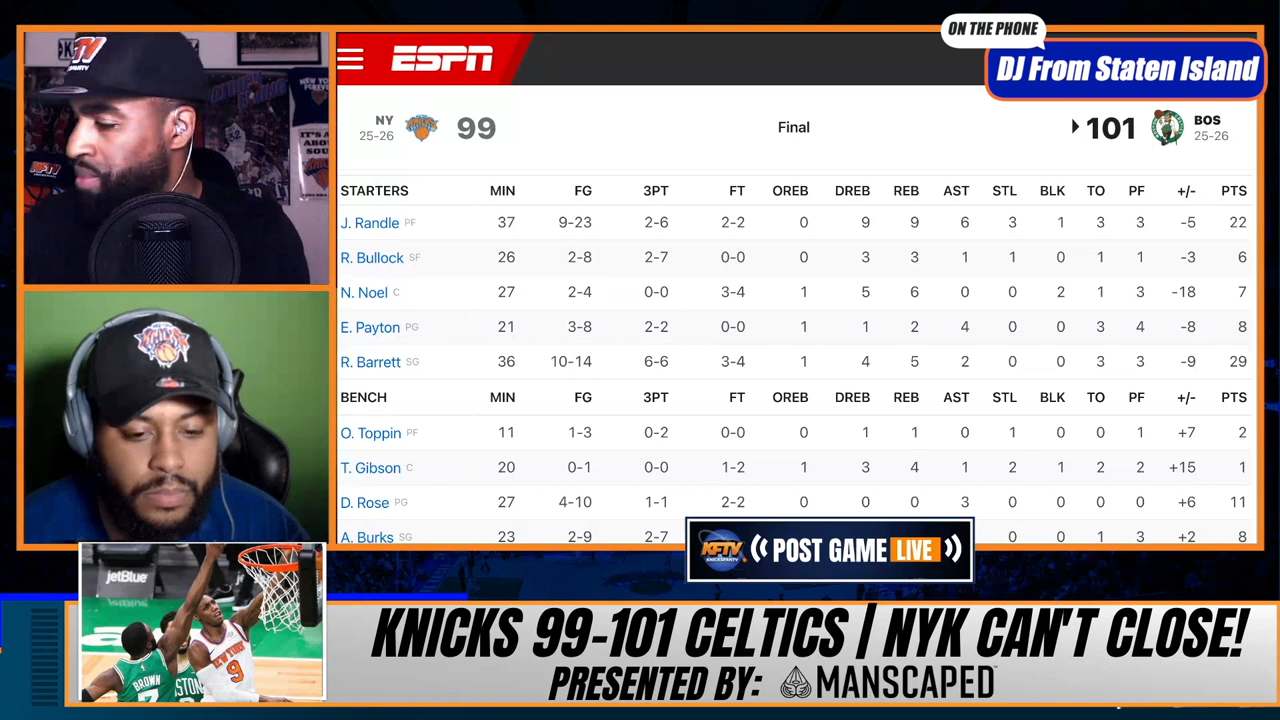 ON THE PHONE
DJ From Staten Island
ESPN
NY 25-26 KNICKS 99 Final 101 BOS 25-26
STARTERS MIN FG 3PT FT OREB DREB REB AST STL BLK TO PF +/- PTS
J. Randle PF 37 9-23 2-6 2-2 0 9 9 6 3 1 3 3 -5 22
R. Bullock SF 26 2-8 2-7 0-0 0 3 3 1 1 0 1 1 -3 6
N. Noel C 27 2-4 0-0 3-4 1 5 6 0 0 2 1 3 -18 7
E. Payton PG 21 3-8 2-2 0-0 1 1 2 4 0 0 3 4 -8 8
R. Barrett SG 36 10-14 6-6 3-4 1 4 5 2 0 0 3 3 -9 29
BENCH MIN FG 3PT FT OREB DREB REB AST STL BLK TO PF +/- PTS
O. Toppin PF 11 1-3 0-2 0-0 0 1 1 0 1 0 0 1 +7 2
T. Gibson C 20 0-1 0-0 1-2 1 3 4 1 2 1 2 2 +15 1
D. Rose PG 27 4-10 1-1 2-2 0 0 0 3 0 0 0 0 +6 11
A. Burks SG 23 2-9 2-7 0 0 1 3 +2 8
KNICKS
KFTV POST GAME LIVE
jetBlue
BROWN
7
NEW YORK
9
KNICKS 99-101 CELTICS | NYK CAN'T CLOSE!
PRESENTED BY: MANSCAPED